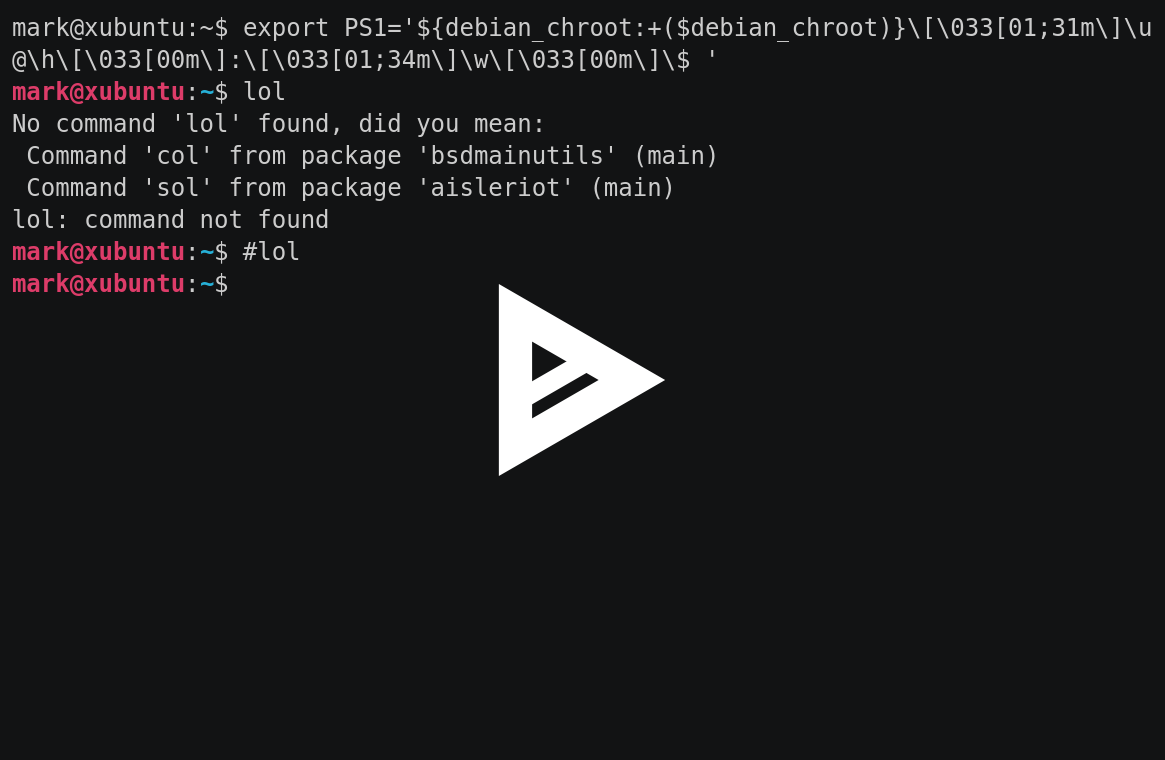 mark@xubuntu:~$ export PS1='${debian_chroot:+($debian_chroot)}\[\033[01;31m\]\u
@\h\[\033[00m\]:\[\033[01;34m\]\w\[\033[00m\]\$ '
mark@xubuntu:~$ lol
No command 'lol' found, did you mean:
 Command 'col' from package 'bsdmainutils' (main)
 Command 'sol' from package 'aisleriot' (main)
lol: command not found
mark@xubuntu:~$ #lol
mark@xubuntu:~$